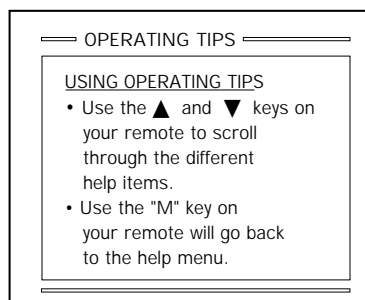 OPERATING TIPS
USING OPERATING TIPS
• Use the ▲ and ▼ keys on
your remote to scroll
through the different
help items.
• Use the "M" key on
your remote will go back
to the help menu.